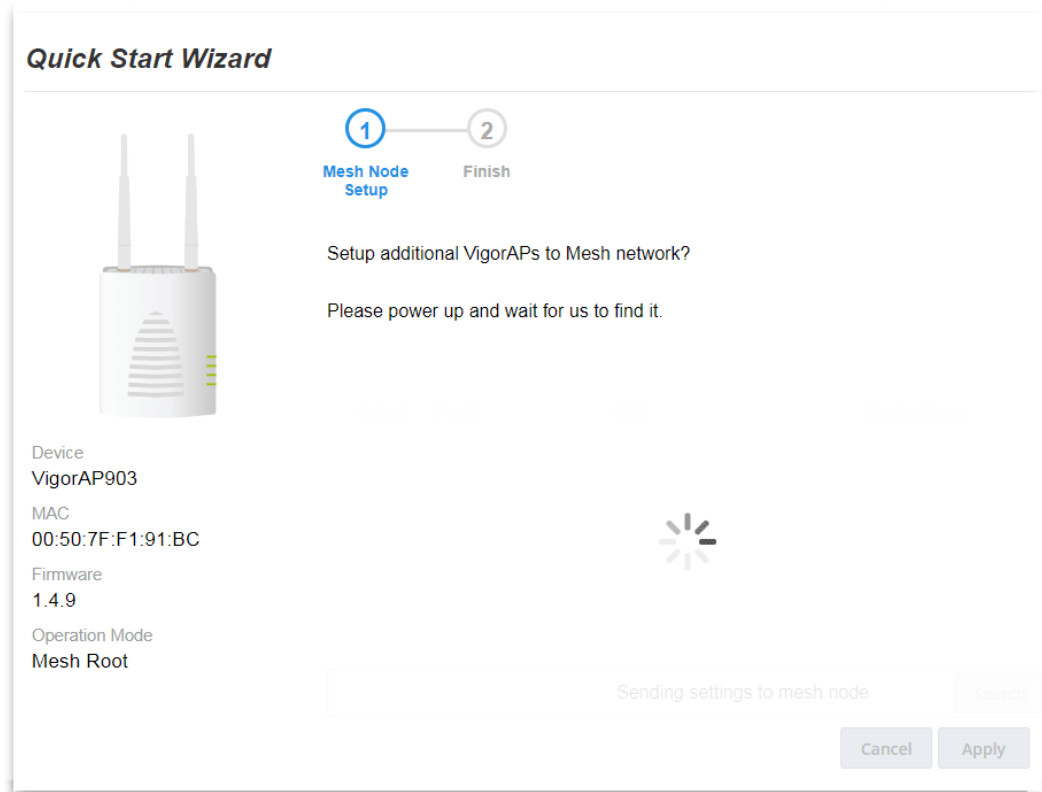 Quick Start Wizard
1
2
Mesh Node
Setup
Finish
Setup additional VigorAPs to Mesh network?
Please power up and wait for us to find it.
Device
VigorAP903
MAC
00:50:7F:F1:91:BC
Firmware
1.4.9
Operation Mode
Mesh Root
Sending settings to mesh node
Search
Cancel
Apply